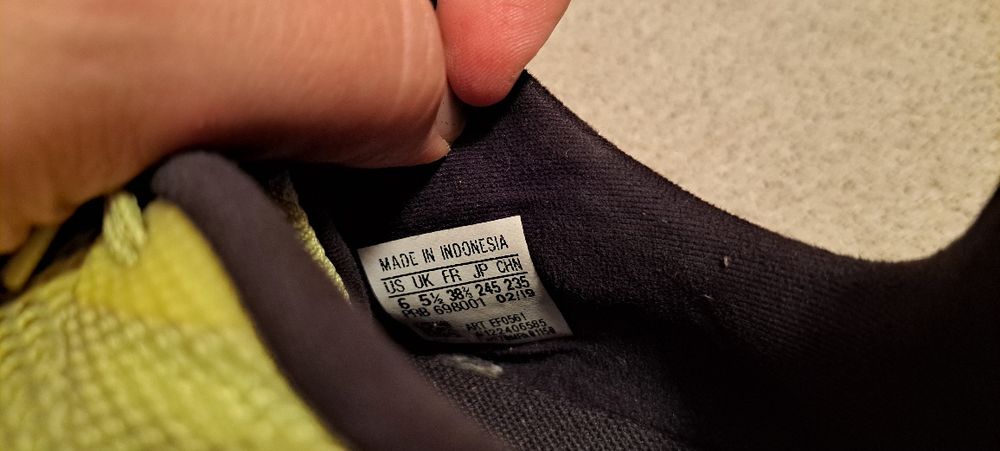 MADE IN INDONESIA
US UK FR JP CHN
6 5½ 38⅔ 245 235
PRB 698001 02/19
ART EF0561